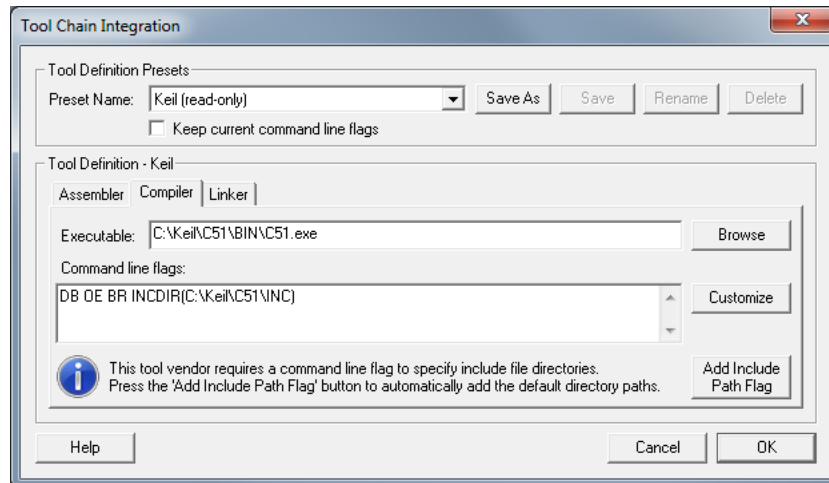 Tool Chain Integration
Tool Definition Presets
Preset Name: Keil (read-only) Save As Save Rename Delete
Keep current command line flags
Tool Definition - Keil
Assembler Compiler Linker
Executable: C:\Keil\C51\BIN\C51.exe Browse
Command line flags:
DB OE BR INCDIR(C:\Keil\C51\INC) Customize
This tool vendor requires a command line flag to specify include file directories.
Press the 'Add Include Path Flag' button to automatically add the default directory paths.
Add Include
Path Flag
Help Cancel OK